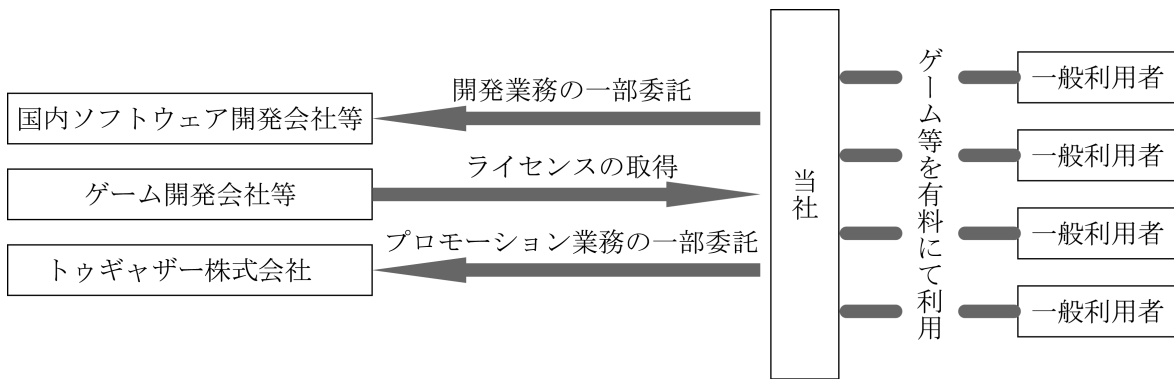 国内ソフトウェア開発会社等
開発業務の一部委託
ゲーム開発会社等
ライセンスの取得
トゥギャザー株式会社
プロモーション業務の一部委託
当社
ゲーム等を有料にて利用
一般利用者
一般利用者
一般利用者
一般利用者